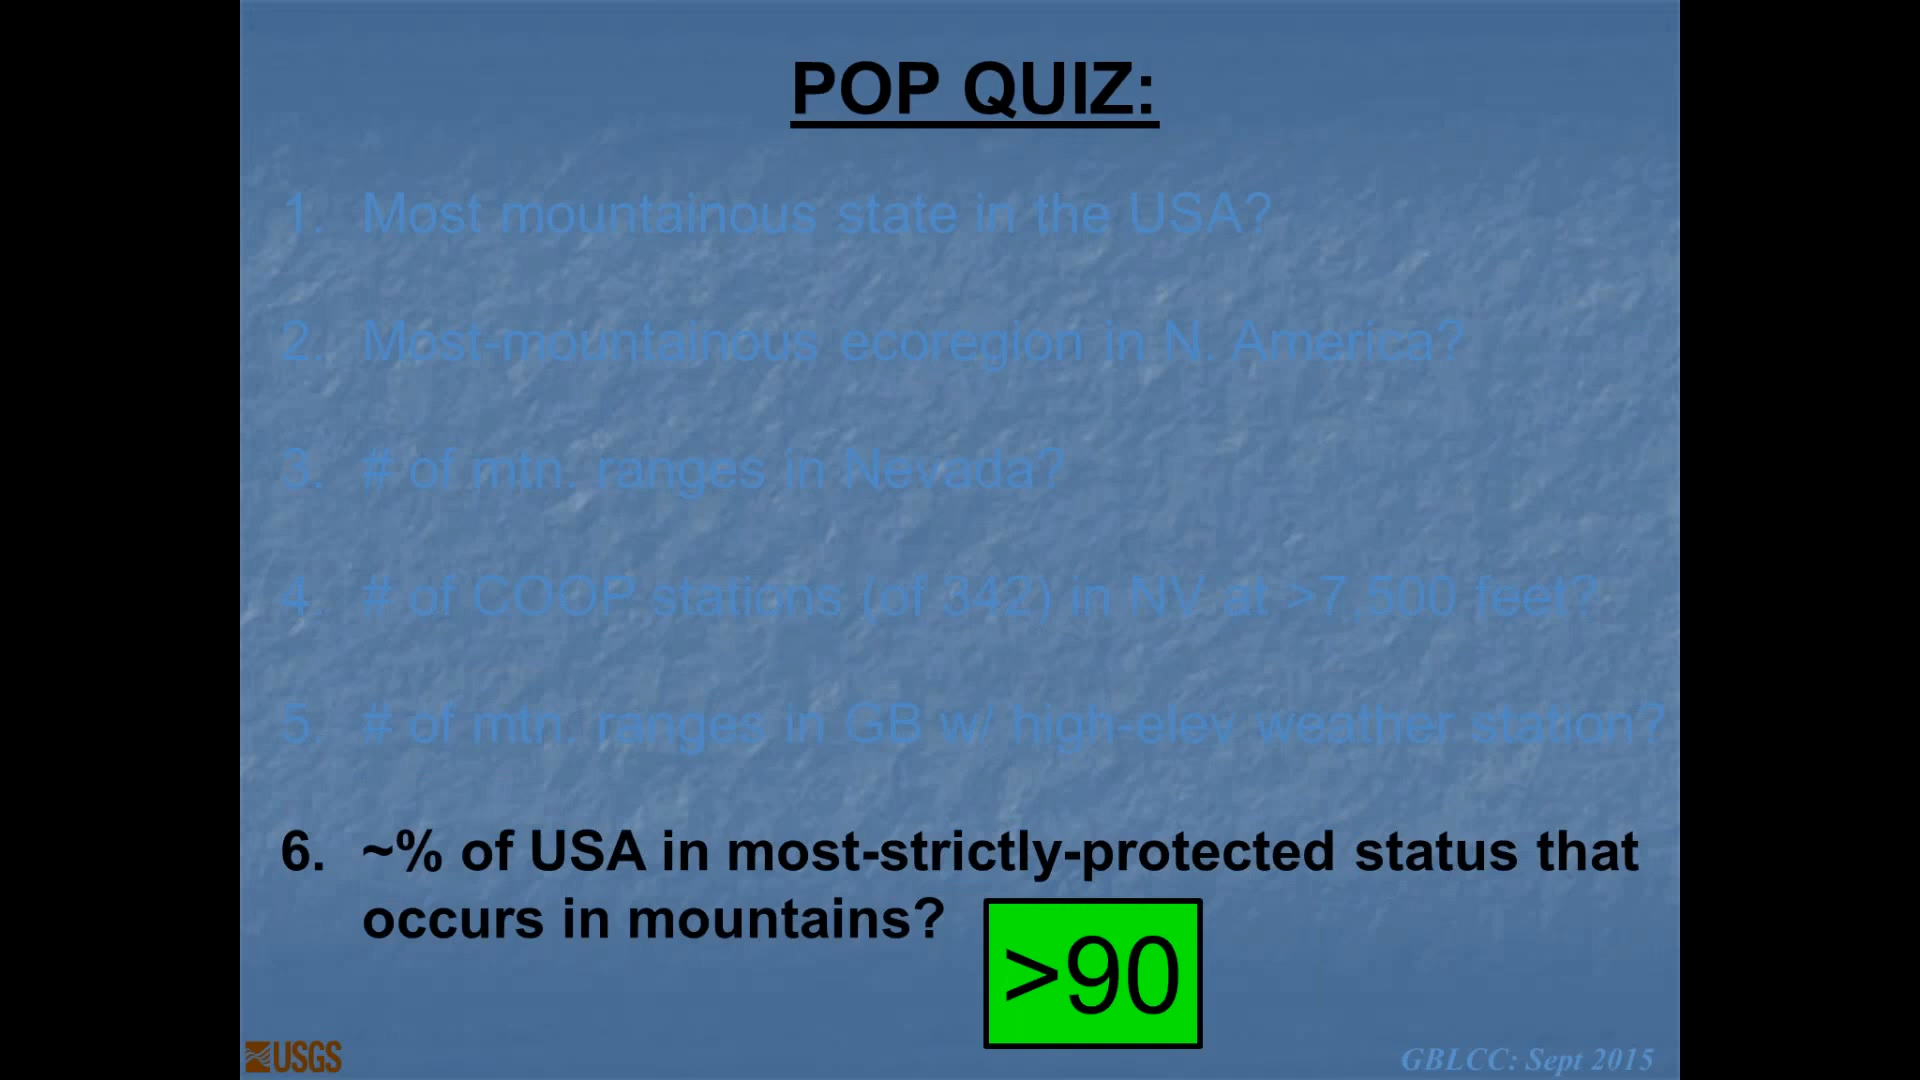 POP QUIZ:
1. Most mountainous state in the USA?
2. Most-mountainous ecoregion in N. America?
3. # of mtn. ranges in Nevada?
4. # of COOP stations (of 342) in NV at >7,500 feet?
5. # of mtn. ranges in GB w/ high-elev weather station?
6. ~% of USA in most-strictly-protected status that
occurs in mountains?
>90
USGS
GBLCC: Sept 2015